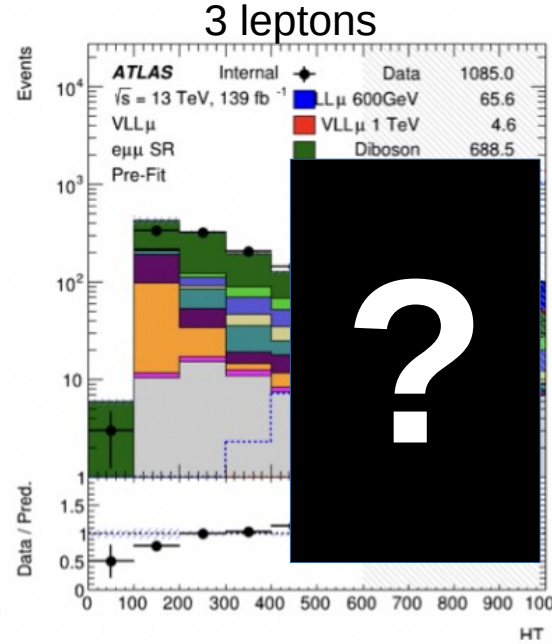 3 leptons
Events
10⁴
10³
10²
10
1
ATLAS Internal
√s = 13 TeV, 139 fb⁻¹
VLLμ
eμμ SR
Pre-Fit
Data 1085.0
LLμ 600GeV 65.6
VLLμ 1 TeV 4.6
Diboson 688.5
?
Data / Pred.
1.5
1
0.5
0
0 100 200 300 400 500 600 700 800 900 100
HT